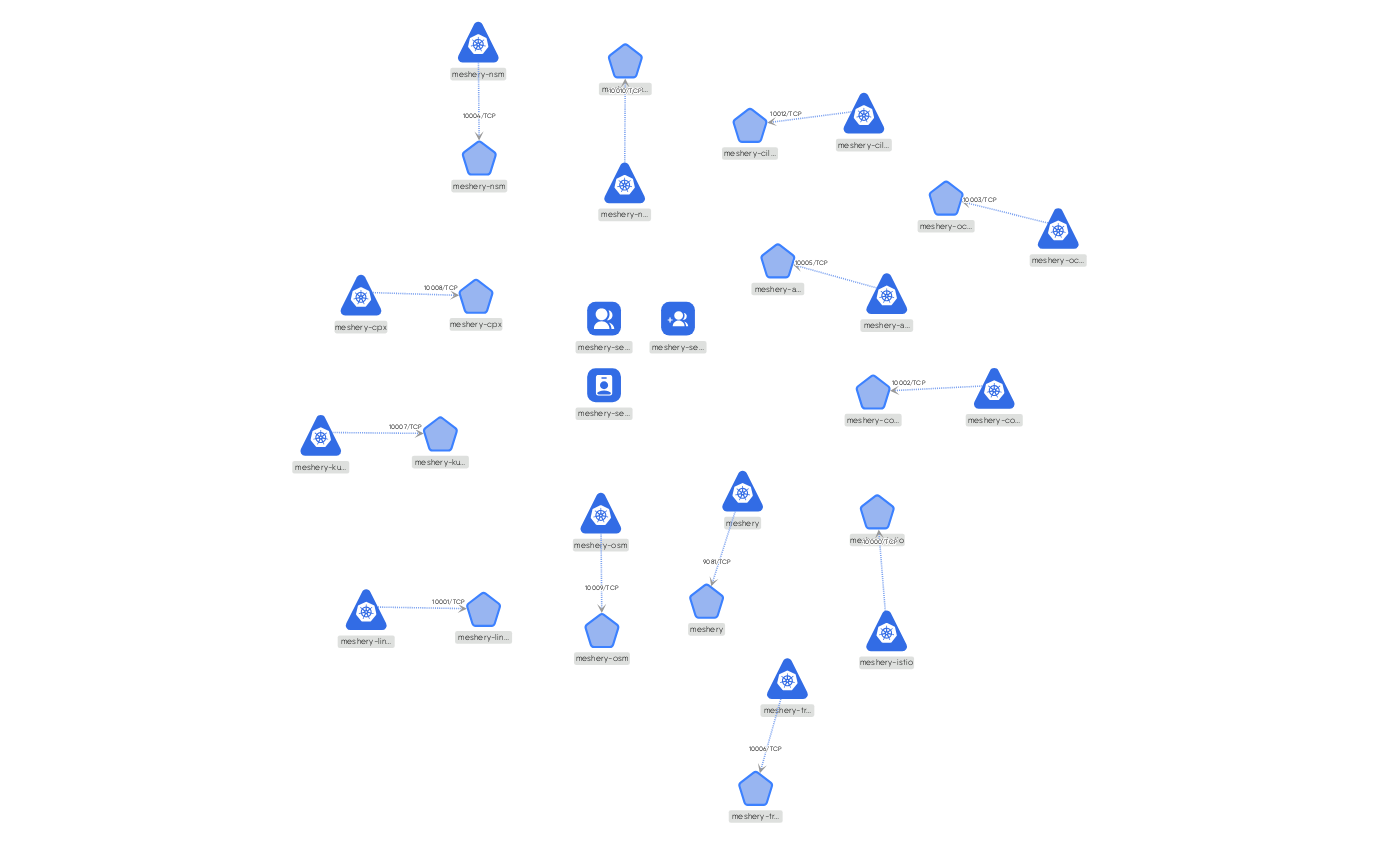 meshery-nsm
10004/TCP
meshery-nsm
10010/TCP
meshery-n...
10012/TCP
meshery-cil...
meshery-cil...
10003/TCP
meshery-oc...
meshery-oc...
10005/TCP
meshery-a...
meshery-a...
10008/TCP
meshery-cpx
meshery-cpx
meshery-se...
meshery-se...
meshery-se...
10002/TCP
meshery-co...
meshery-co...
10007/TCP
meshery-ku...
meshery-ku...
meshery-osm
10009/TCP
meshery-osm
meshery
9081/TCP
meshery
10000/TCP
meshery-istio
10001/TCP
meshery-lin...
meshery-lin...
meshery-tr...
10006/TCP
meshery-tr...